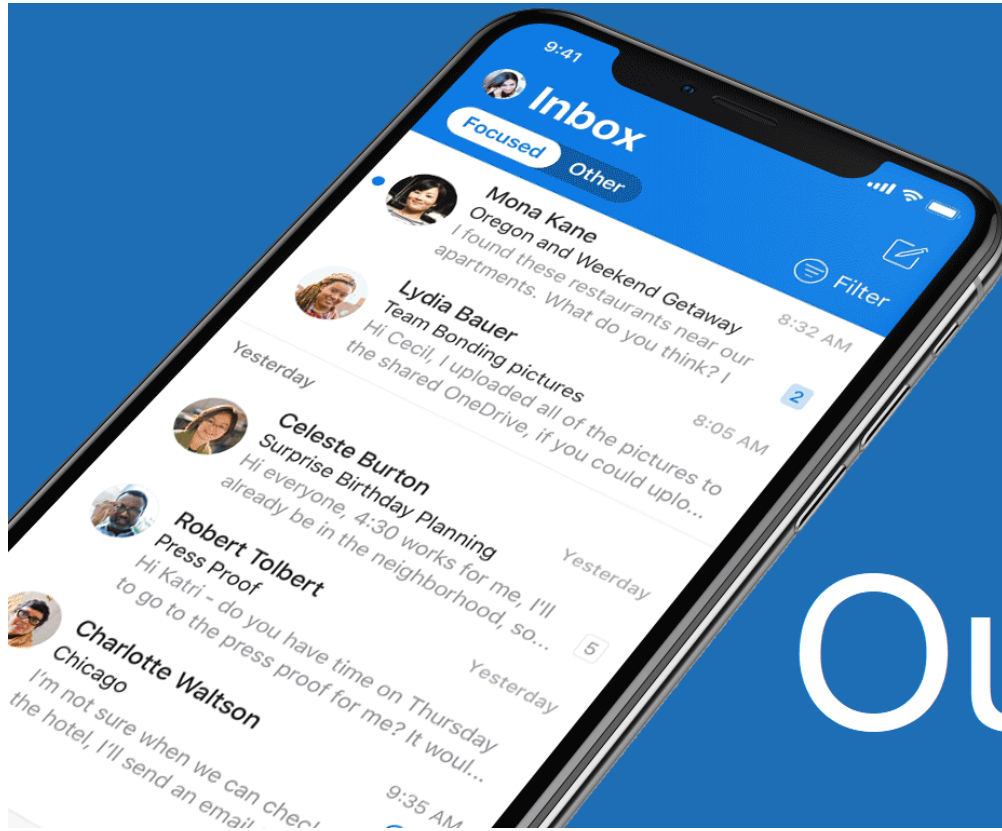 9:41
Inbox
Focused
Other
Filter
Mona Kane
Oregon and Weekend Getaway
8:32 AM
I found these restaurants near our
apartments. What do you think? I
2
Lydia Bauer
Team Bonding pictures
8:05 AM
Hi Cecil, I uploaded all of the pictures to
the shared OneDrive, if you could uplo...
Yesterday
Celeste Burton
Surprise Birthday Planning
Yesterday
Hi everyone, 4:30 works for me, I'll
already be in the neighborhood, so...
5
Robert Tolbert
Press Proof
Yesterday
Hi Katri - do you have time on Thursday
to go to the press proof for me? It woul...
Charlotte Waltson
Chicago
9:35 AM
I'm not sure when we can chec
the hotel, I'll send an email
Ou